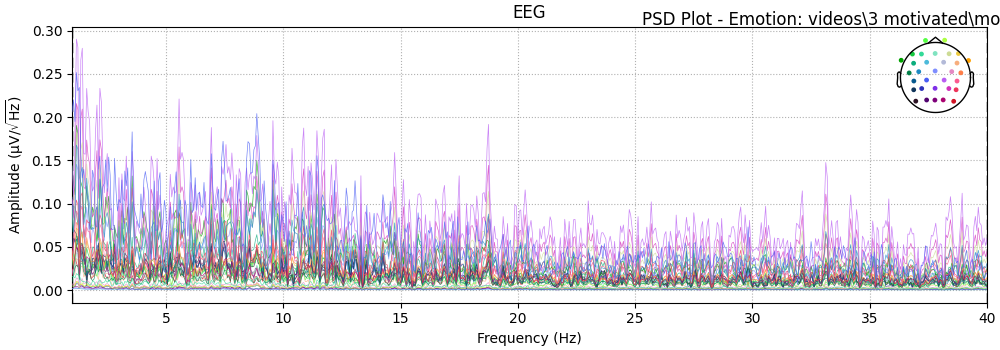 EEG
PSD Plot - Emotion: videos\3 motivated\mo
Amplitude (µV/√Hz)
0.30
0.25
0.20
0.15
0.10
0.05
0.00
5 10 15 20 25 30 35 40
Frequency (Hz)